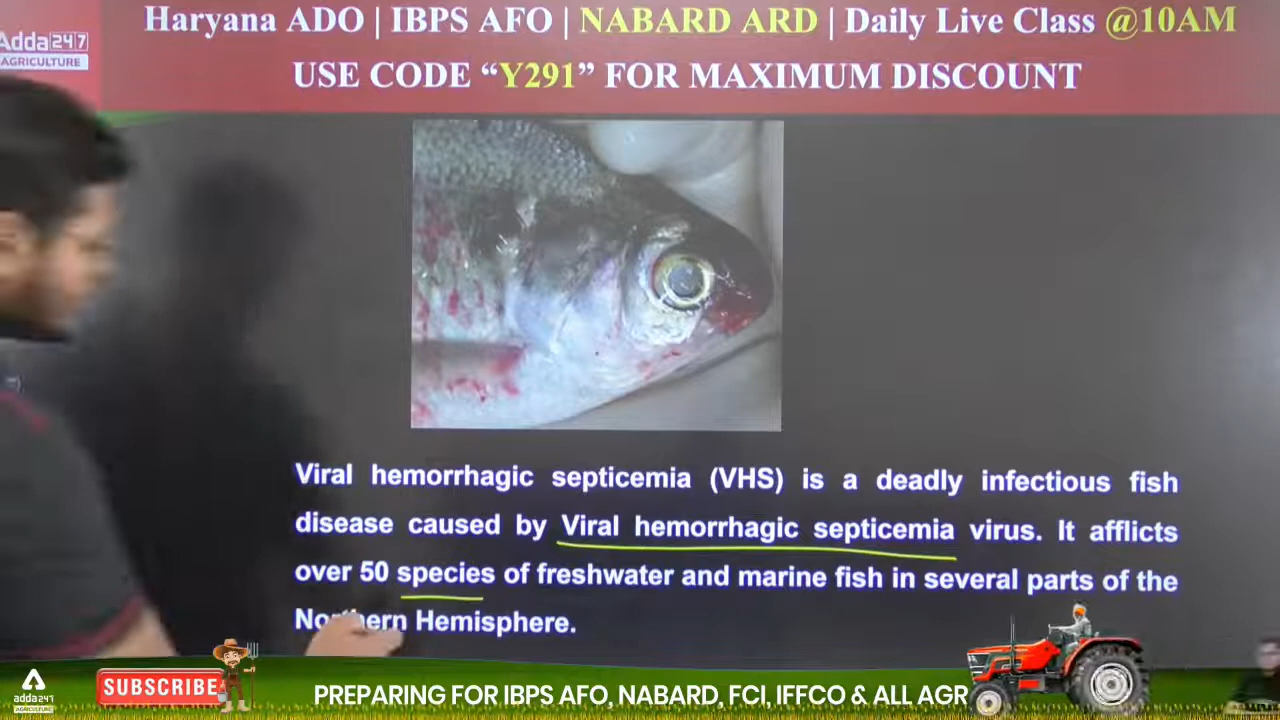 Haryana ADO | IBPS AFO | NABARD ARD | Daily Live Class @10AM
Adda247
AGRICULTURE
USE CODE “Y291” FOR MAXIMUM DISCOUNT
Viral hemorrhagic septicemia (VHS) is a deadly infectious fish
disease caused by Viral hemorrhagic septicemia virus. It afflicts
over 50 species of freshwater and marine fish in several parts of the
Northern Hemisphere.
adda247
AGRICULTURE
SUBSCRIBE
PREPARING FOR IBPS AFO, NABARD, FCI, IFFCO & ALL AGR